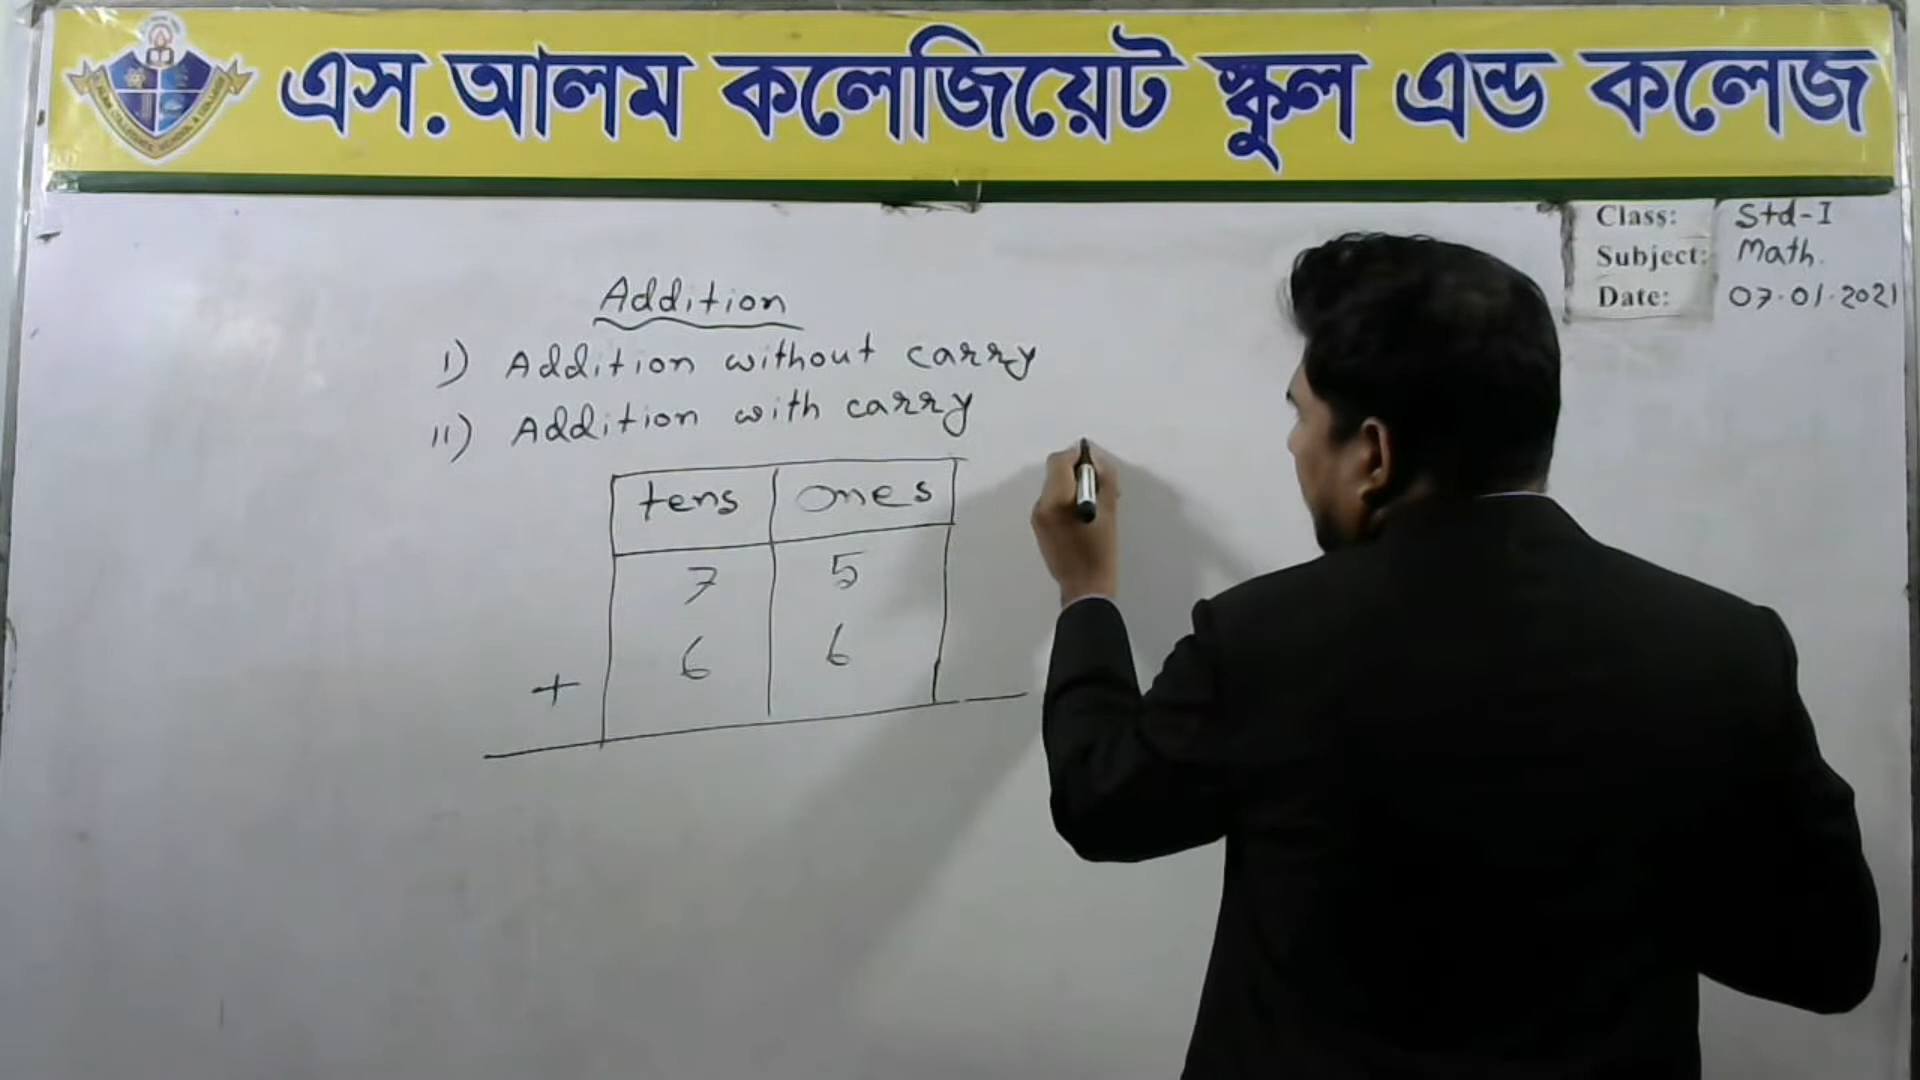 এস.আলম কলেজিয়েট স্কুল এন্ড কলেজ
Class: Std-I
Subject: Math.
Date: 07.01.2021
Addition
I) Addition without carry
II) Addition with carry
tens ones
7 5
6 6
+